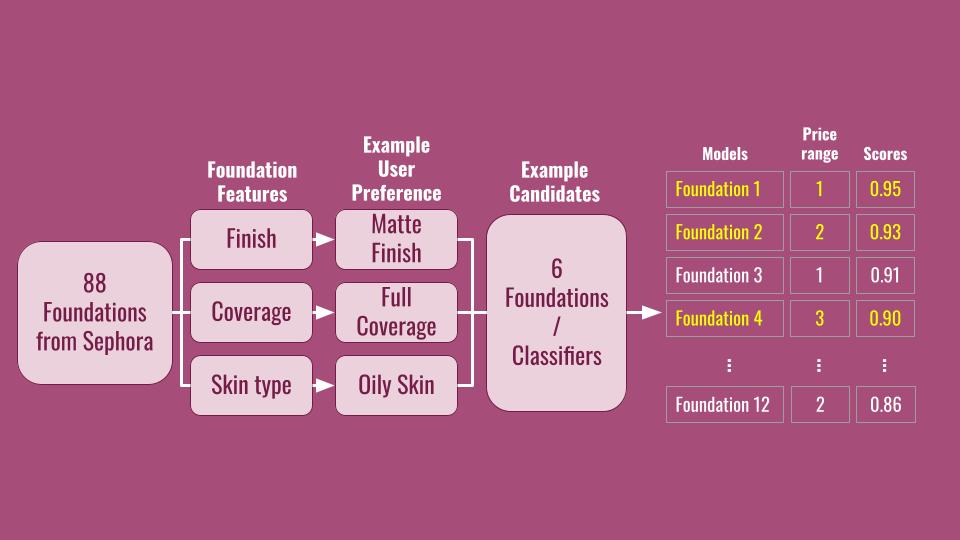 88
Foundations
from Sephora
Foundation
Features
Finish
Coverage
Skin type
Example
User
Preference
Matte
Finish
Full
Coverage
Oily Skin
Example
Candidates
6
Foundations
/
Classifiers
Models Price range Scores
Foundation 1 1 0.95
Foundation 2 2 0.93
Foundation 3 1 0.91
Foundation 4 3 0.90
⋮ ⋮ ⋮
Foundation 12 2 0.86